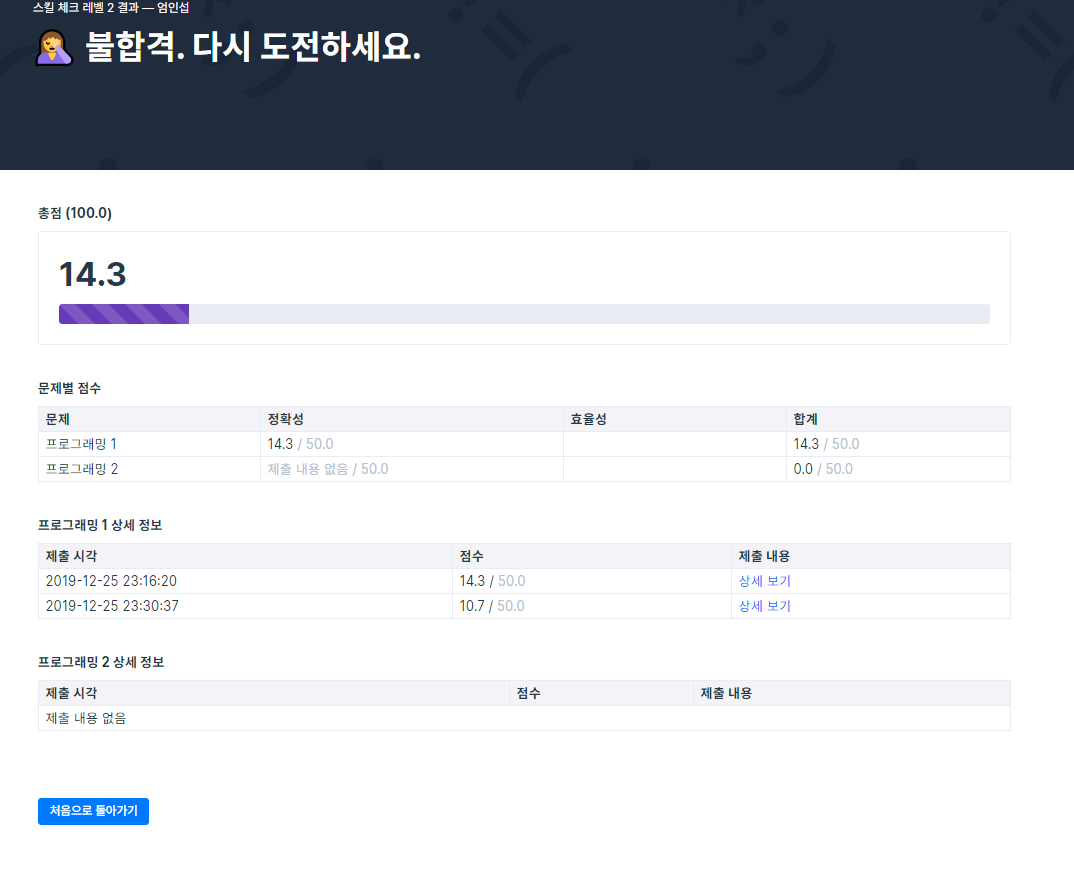 스킬 체크 레벨 2 결과 — 엄인섭
불합격. 다시 도전하세요.
총점 (100.0)
14.3
문제별 점수
문제 정확성 효율성 합계
프로그래밍 1 14.3 / 50.0 14.3 / 50.0
프로그래밍 2 제출 내용 없음 / 50.0 0.0 / 50.0
프로그래밍 1 상세 정보
제출 시각 점수 제출 내용
2019-12-25 23:16:20 14.3 / 50.0 상세 보기
2019-12-25 23:30:37 10.7 / 50.0 상세 보기
프로그래밍 2 상세 정보
제출 시각 점수 제출 내용
제출 내용 없음
처음으로 돌아가기